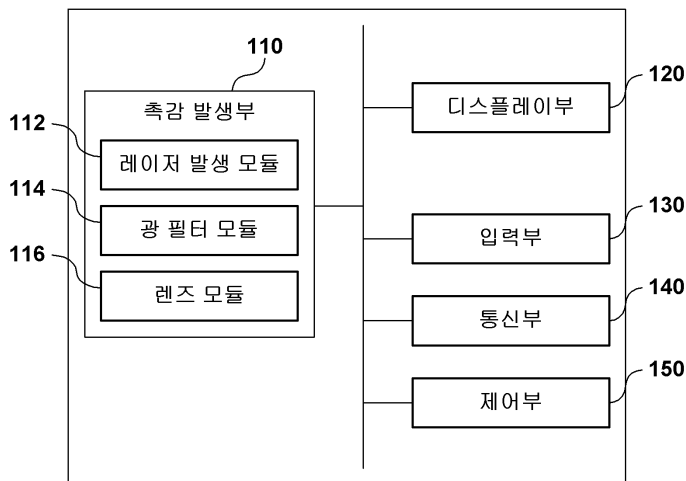 110
촉감 발생부
112
레이저 발생 모듈
114
광 필터 모듈
116
렌즈 모듈
120
디스플레이부
130
입력부
140
통신부
150
제어부